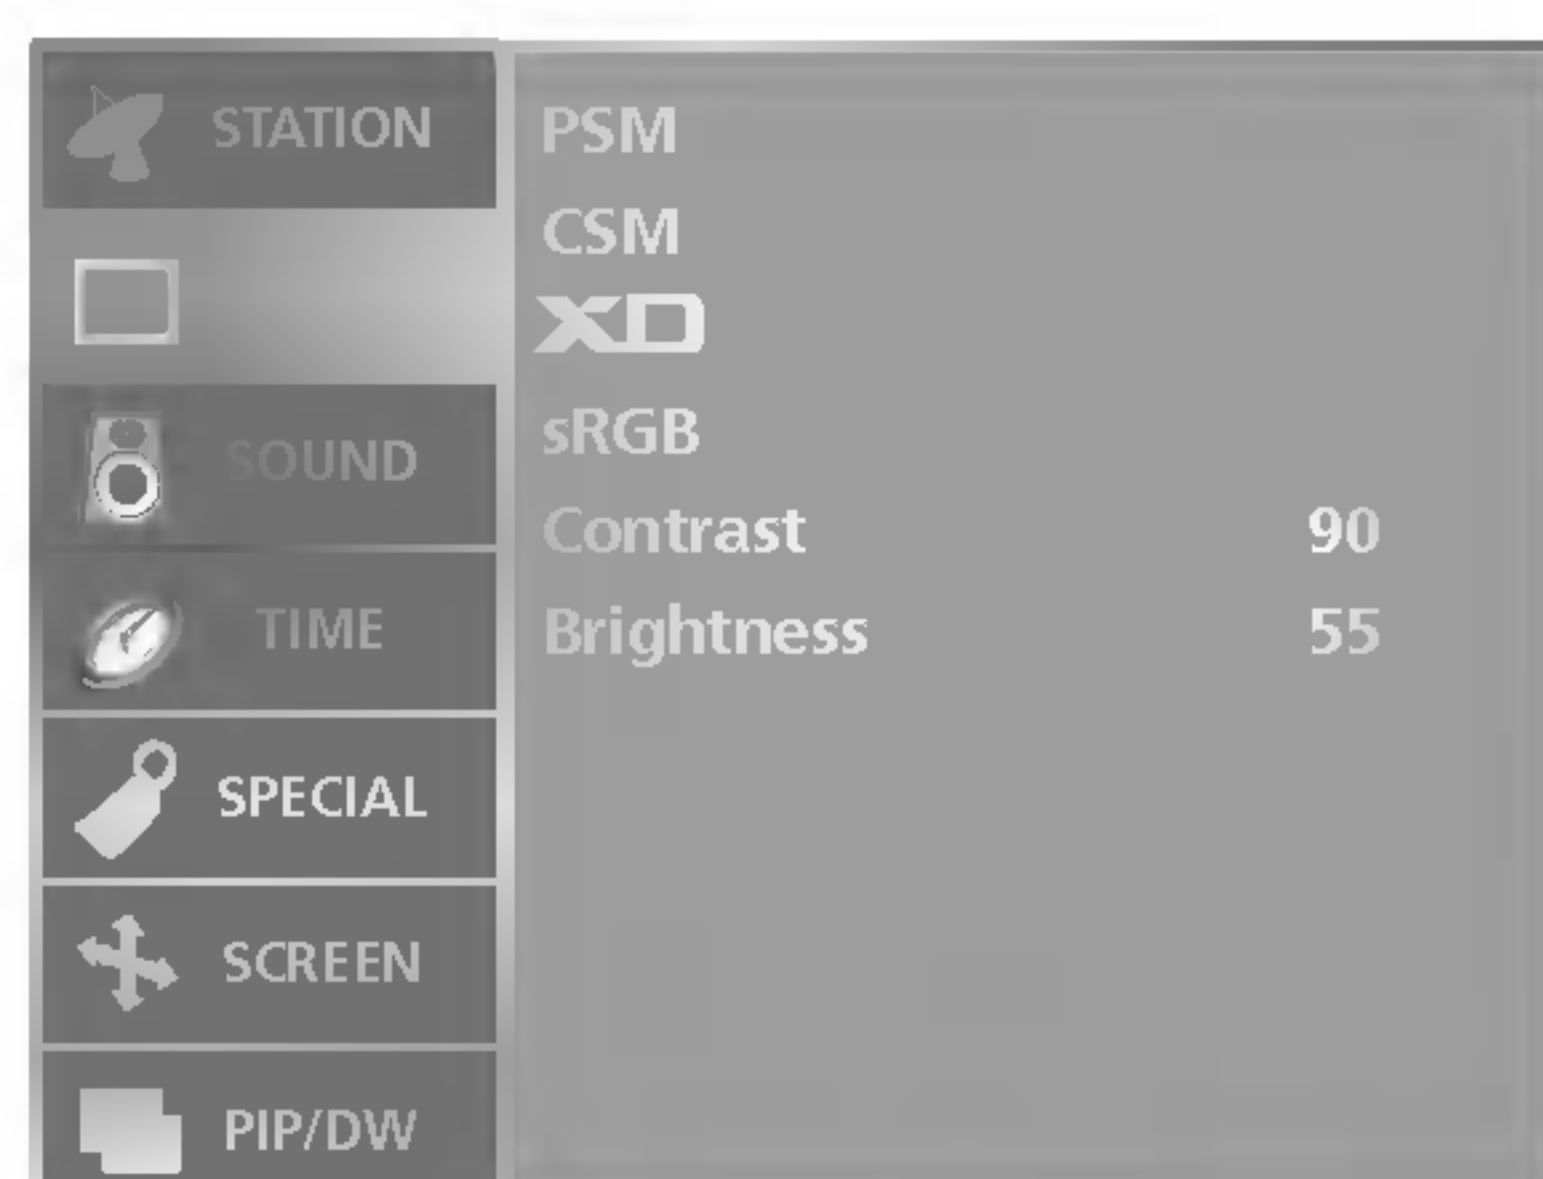 STATION
SOUND
TIME
SPECIAL
SCREEN
PIP/DW
PSM
CSM
XD
sRGB
Contrast 90
Brightness 55